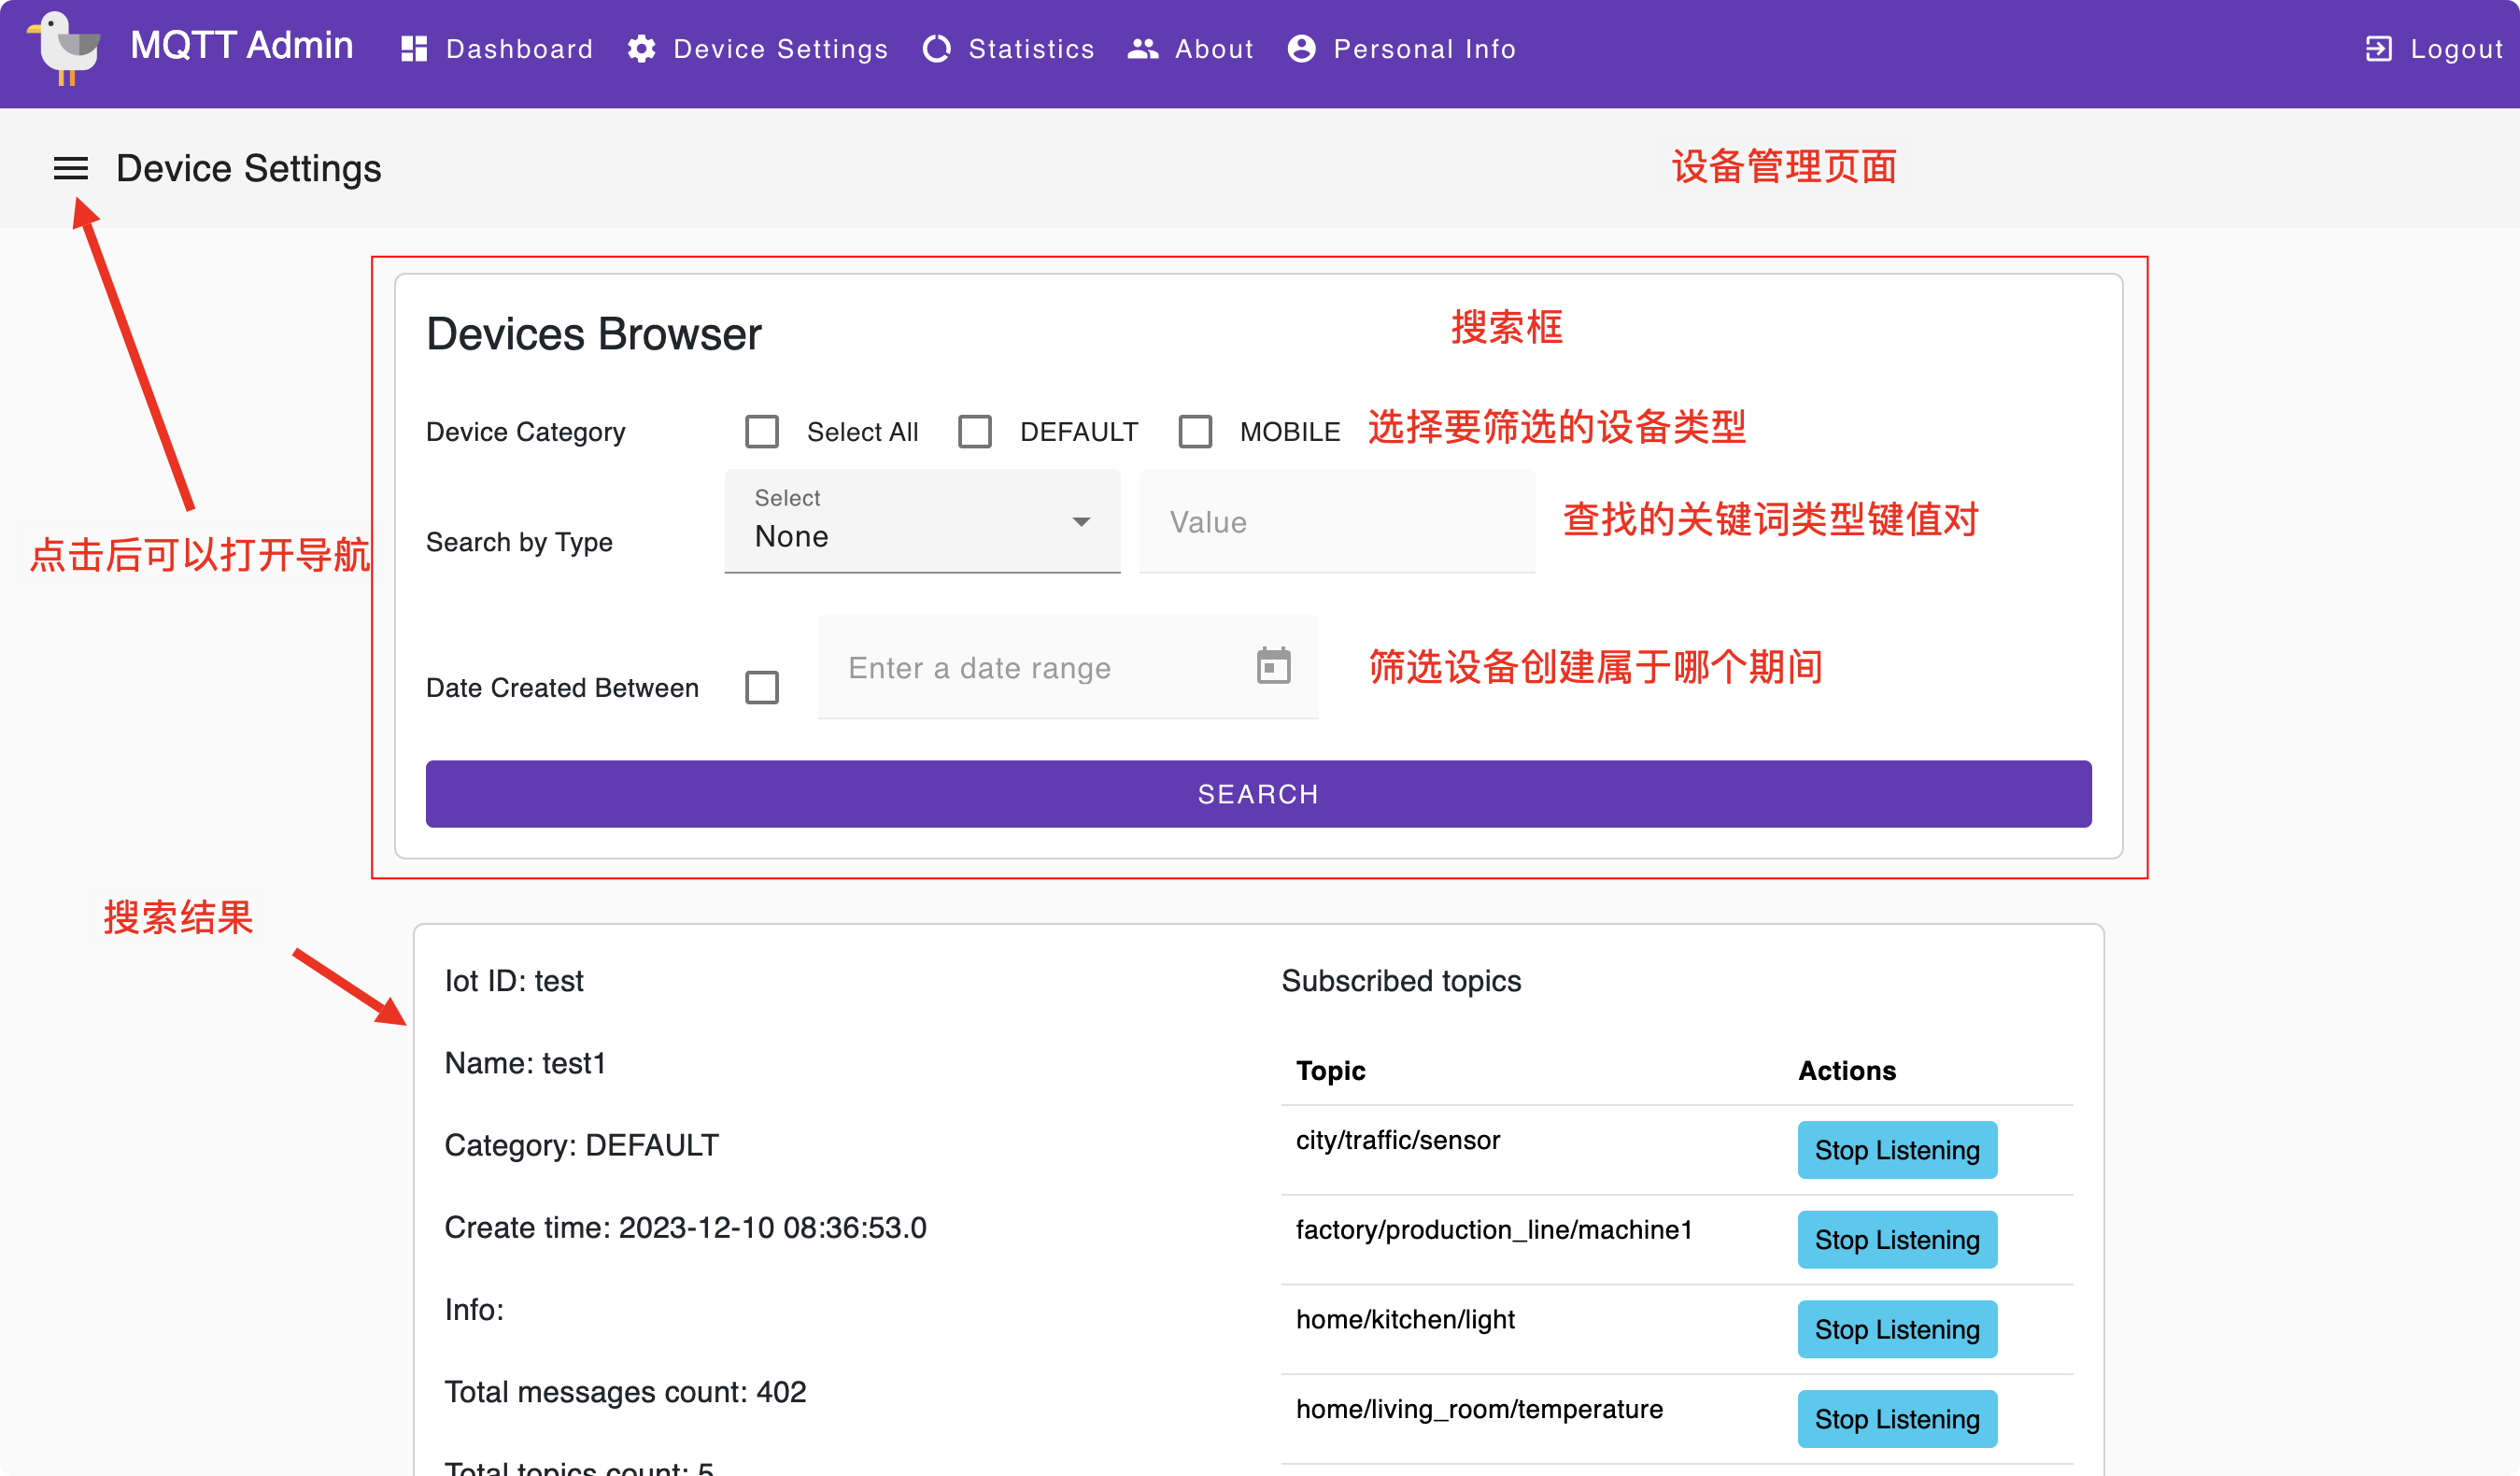 MQTT Admin
Dashboard
Device Settings
Statistics
About
Personal Info
Logout
Device Settings
设备管理页面
点击后可以打开导航
Devices Browser
搜索框
Device Category
Select All
DEFAULT
MOBILE
选择要筛选的设备类型
Search by Type
Select
None
Value
查找的关键词类型键值对
Date Created Between
Enter a date range
筛选设备创建属于哪个期间
SEARCH
搜索结果
Iot ID: test
Name: test1
Category: DEFAULT
Create time: 2023-12-10 08:36:53.0
Info:
Total messages count: 402
Total topics count: 5
Subscribed topics
Topic
Actions
city/traffic/sensor
Stop Listening
factory/production_line/machine1
Stop Listening
home/kitchen/light
Stop Listening
home/living_room/temperature
Stop Listening